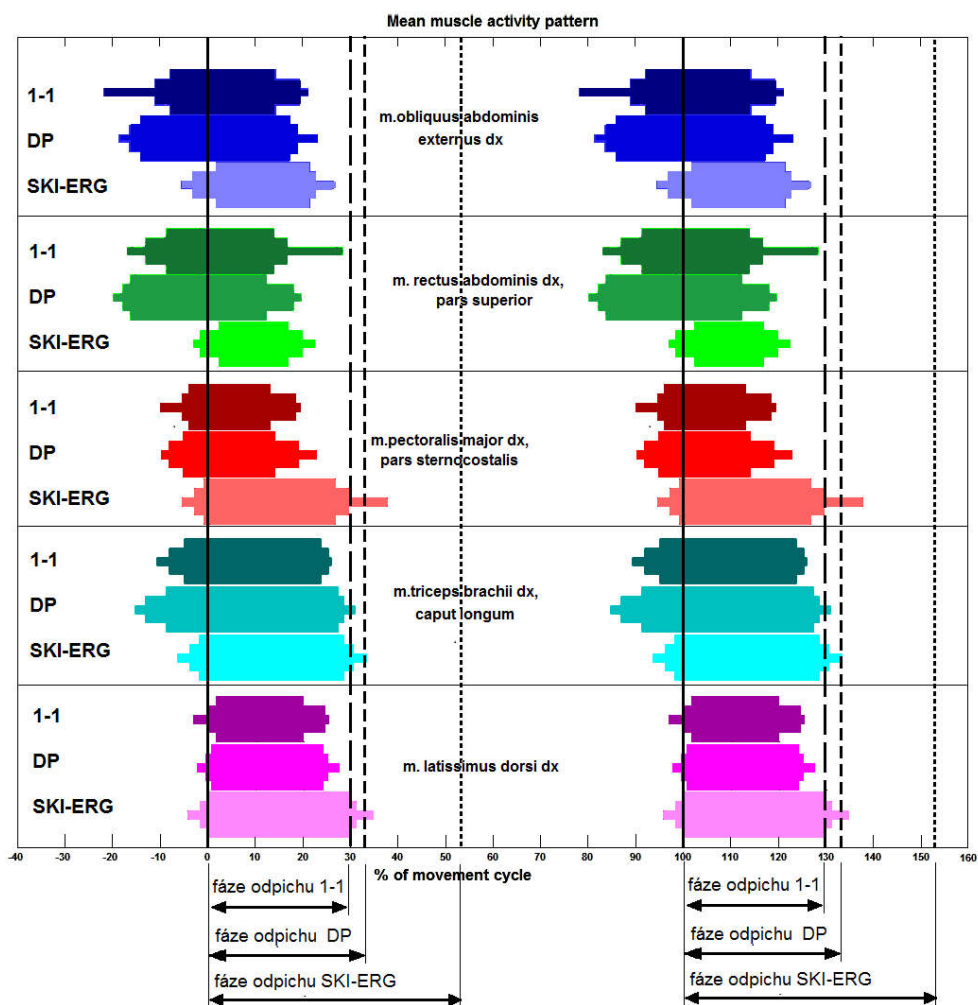 Mean muscle activity pattern
1-1
DP
SKI-ERG
m.obliquus abdominis
externus dx
1-1
DP
SKI-ERG
m. rectus abdominis dx,
pars superior
1-1
DP
SKI-ERG
m.pectoralis major dx,
pars sternocostalis
1-1
DP
SKI-ERG
m.triceps brachii dx,
caput longum
1-1
DP
SKI-ERG
m. latissimus dorsi dx
-40 -30 -20 -10 0 10 20 30 40 50 60 70 80 90 100 110 120 130 140 150 160
% of movement cycle
fáze odpichu 1-1 fáze odpichu 1-1
fáze odpichu DP fáze odpichu DP
fáze odpichu SKI-ERG fáze odpichu SKI-ERG